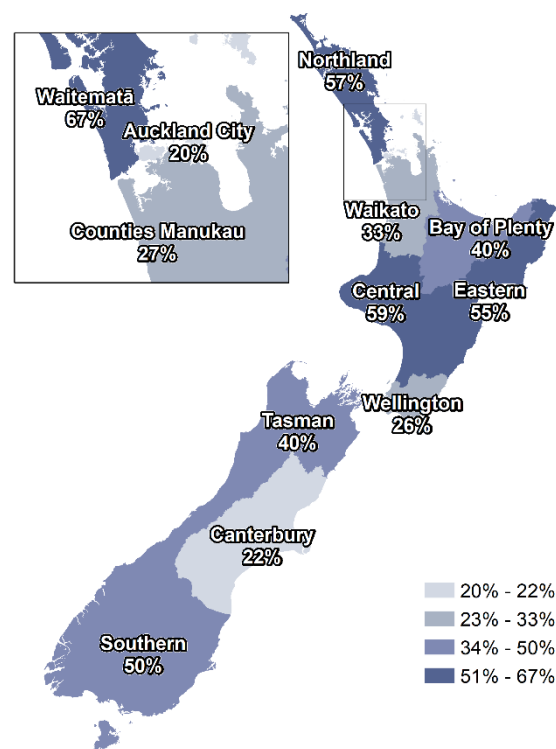 Northland
57%
Waitematā
67%
Auckland City
20%
Counties Manukau
27%
Waikato
33%
Bay of Plenty
40%
Central
59%
Eastern
55%
Wellington
26%
Tasman
40%
Canterbury
22%
Southern
50%
20% - 22%
23% - 33%
34% - 50%
51% - 67%